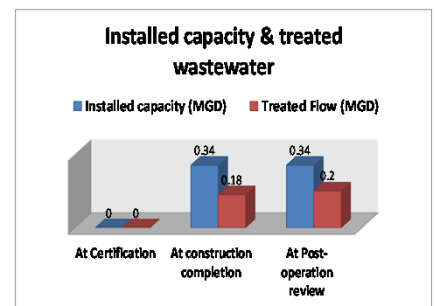 Installed capacity & treated
wastewater
Installed capacity (MGD) Treated Flow (MGD)
0.34 0.34
0.18 0.2
0 0
At Certification At construction completion At Post-operation review